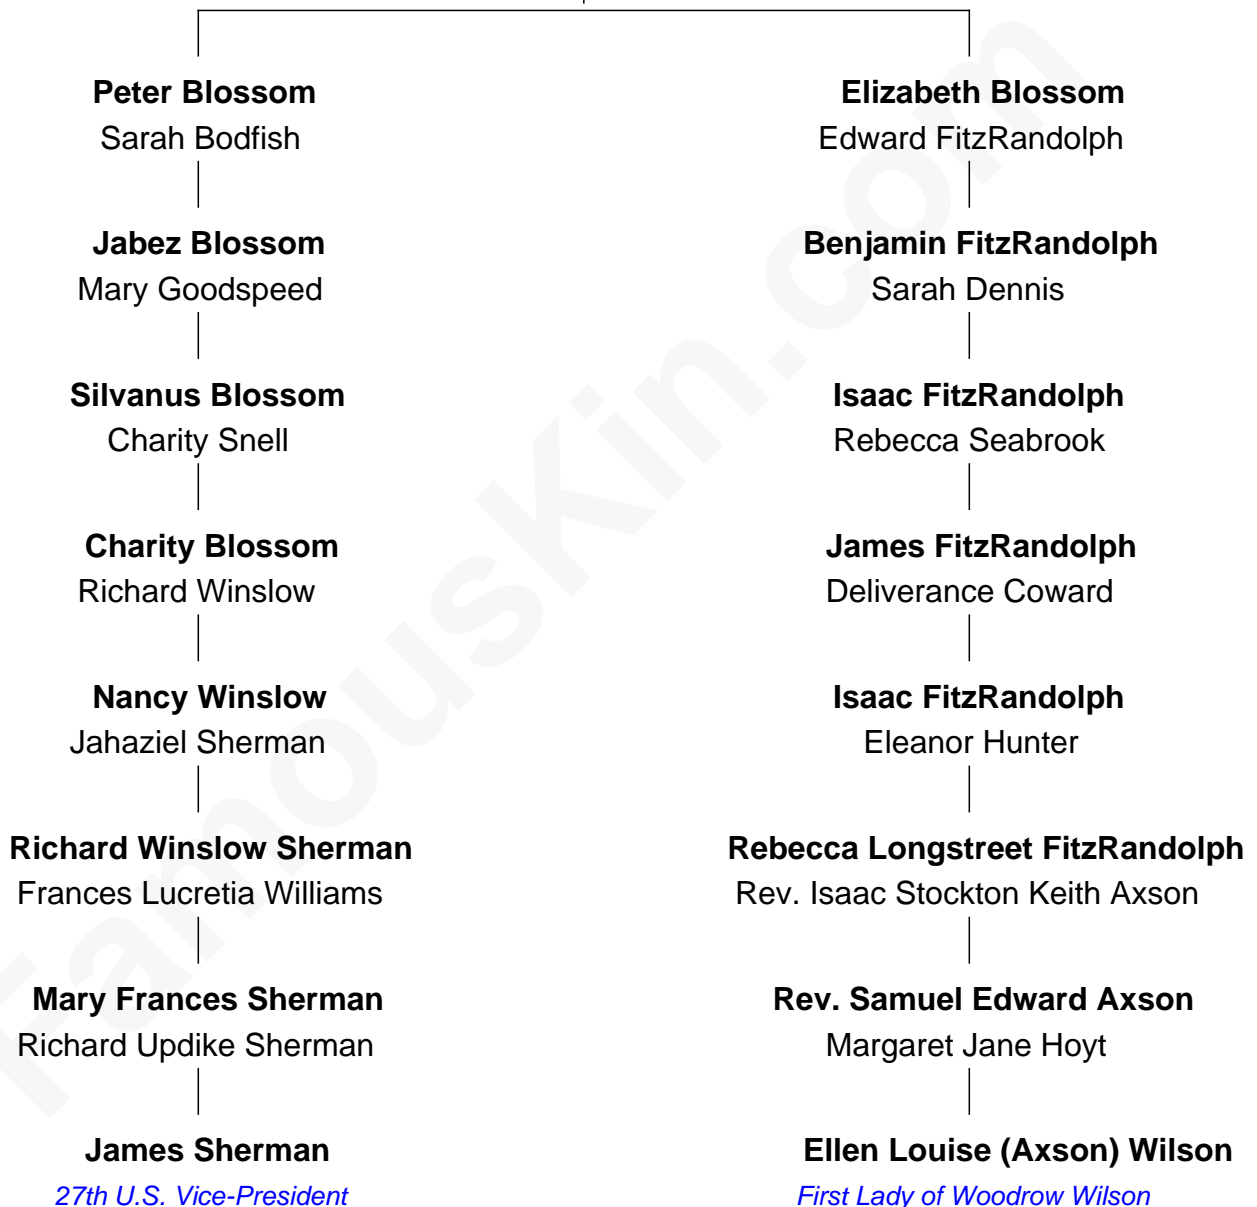 Peter Blossom
Sarah Bodfish
Jabez Blossom
Mary Goodspeed
Silvanus Blossom
Charity Snell
Charity Blossom
Richard Winslow
Nancy Winslow
Jahaziel Sherman
Richard Winslow Sherman
Frances Lucretia Williams
Mary Frances Sherman
Richard Updike Sherman
James Sherman
27th U.S. Vice-President
Elizabeth Blossom
Edward FitzRandolph
Benjamin FitzRandolph
Sarah Dennis
Isaac FitzRandolph
Rebecca Seabrook
James FitzRandolph
Deliverance Coward
Isaac FitzRandolph
Eleanor Hunter
Rebecca Longstreet FitzRandolph
Rev. Isaac Stockton Keith Axson
Rev. Samuel Edward Axson
Margaret Jane Hoyt
Ellen Louise (Axson) Wilson
First Lady of Woodrow Wilson
FamousKin.com